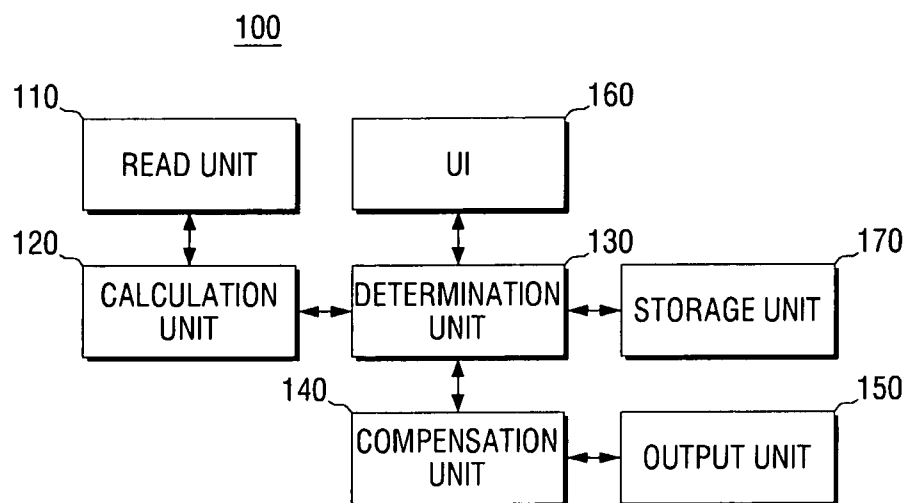 100
110
READ UNIT
160
UI
120
CALCULATION
UNIT
130
DETERMINATION
UNIT
170
STORAGE UNIT
140
COMPENSATION
UNIT
150
OUTPUT UNIT